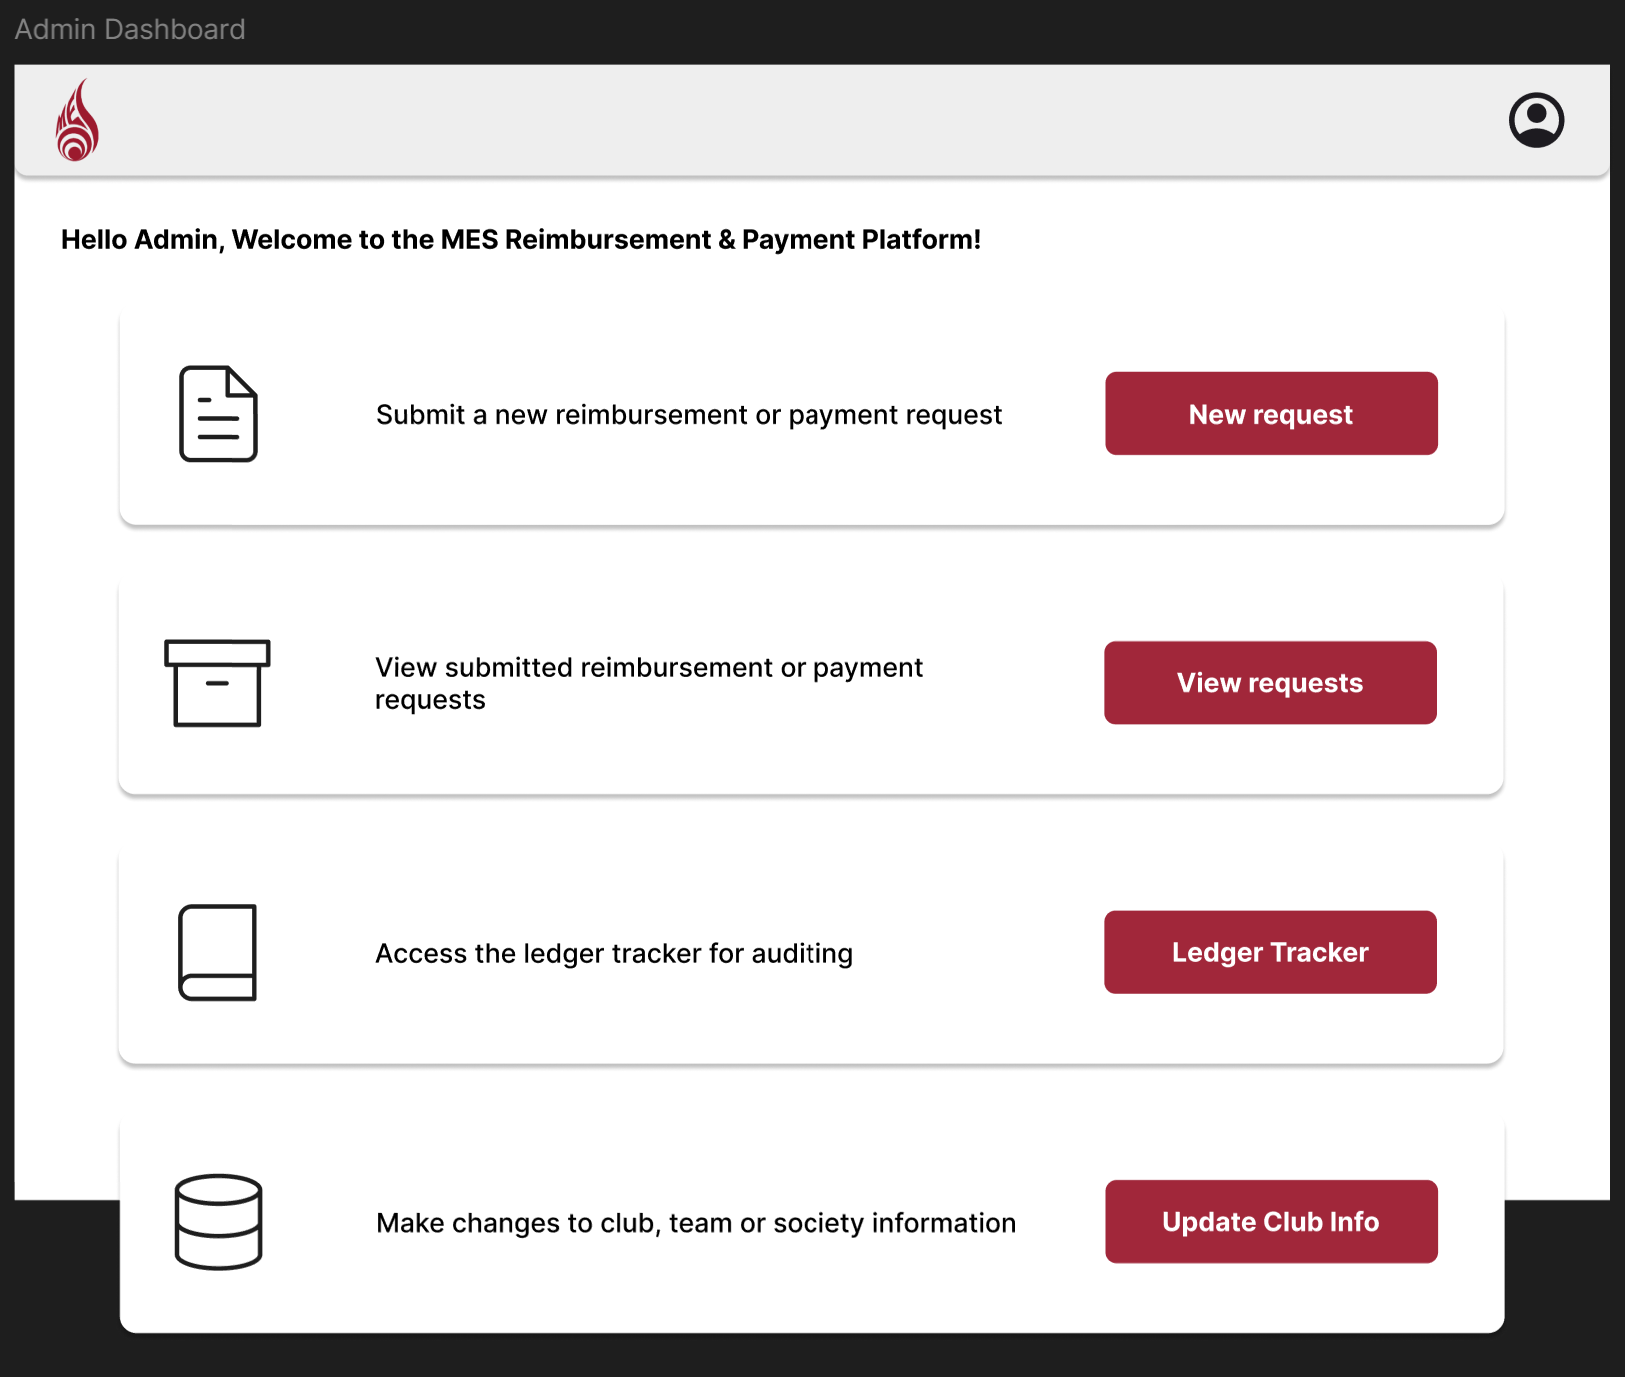 Admin Dashboard
MES
Hello Admin, Welcome to the MES Reimbursement & Payment Platform!
Submit a new reimbursement or payment request
New request
View submitted reimbursement or payment
requests
View requests
Access the ledger tracker for auditing
Ledger Tracker
Make changes to club, team or society information
Update Club Info